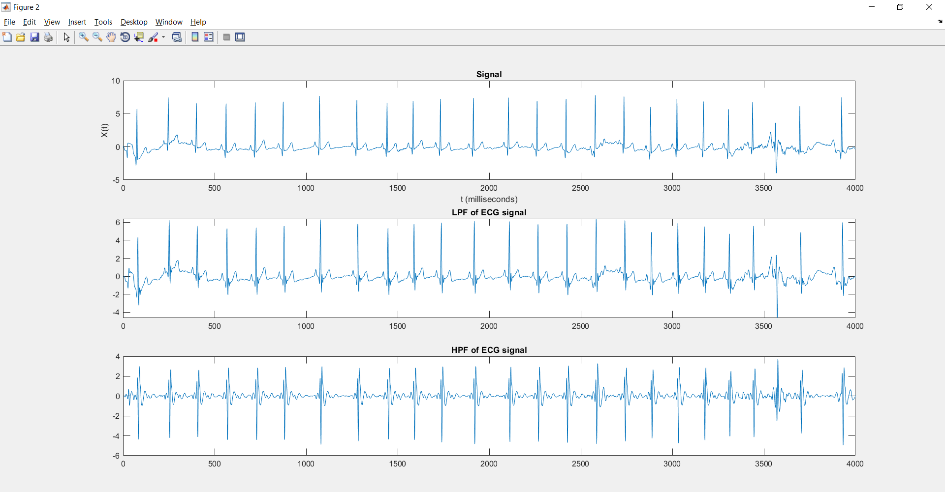 Figure 2
File Edit View Insert Tools Desktop Window Help
Signal
10
5
0
-5
X(t)
0 500 1000 1500 2000 2500 3000 3500 4000
t (milliseconds)
LPF of ECG signal
6
4
2
0
-2
-4
0 500 1000 1500 2000 2500 3000 3500 4000
HPF of ECG signal
4
2
0
-2
-4
-6
0 500 1000 1500 2000 2500 3000 3500 4000